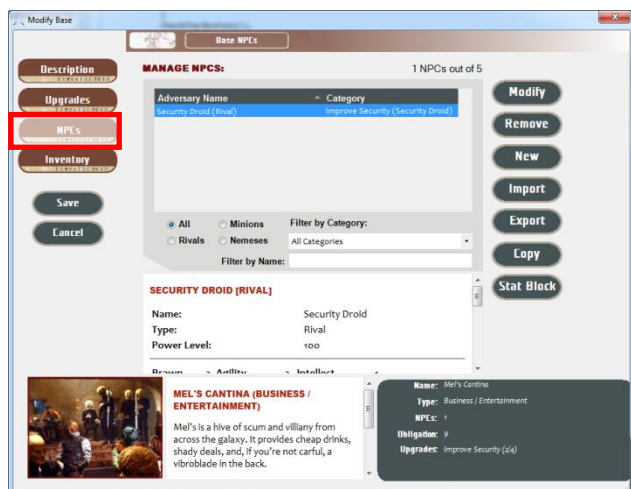 Modify Base
Base NPCs
Description
Upgrades
NPCs
Inventory
Save
Cancel
MANAGE NPCS: 1 NPCs out of 5
Adversary Name Category
Security Droid (Rival) Improve Security (Security Droid)
All Minions Filter by Category:
Rivals Nemeses All Categories
Filter by Name:
Modify
Remove
New
Import
Export
Copy
Stat Block
SECURITY DROID [RIVAL]
Name: Security Droid
Type: Rival
Power Level: 100
Brawn Agility Intellect
MEL'S CANTINA (BUSINESS /
ENTERTAINMENT)
Mel's is a hive of scum and villiany from
across the galaxy. It provides cheap drinks,
shady deals, and, if you're not carful, a
vibroblade in the back.
Name: Mel's Cantina
Type: Business / Entertainment
NPCs: 1
Obligation: 9
Upgrades: Improve Security (2/4)